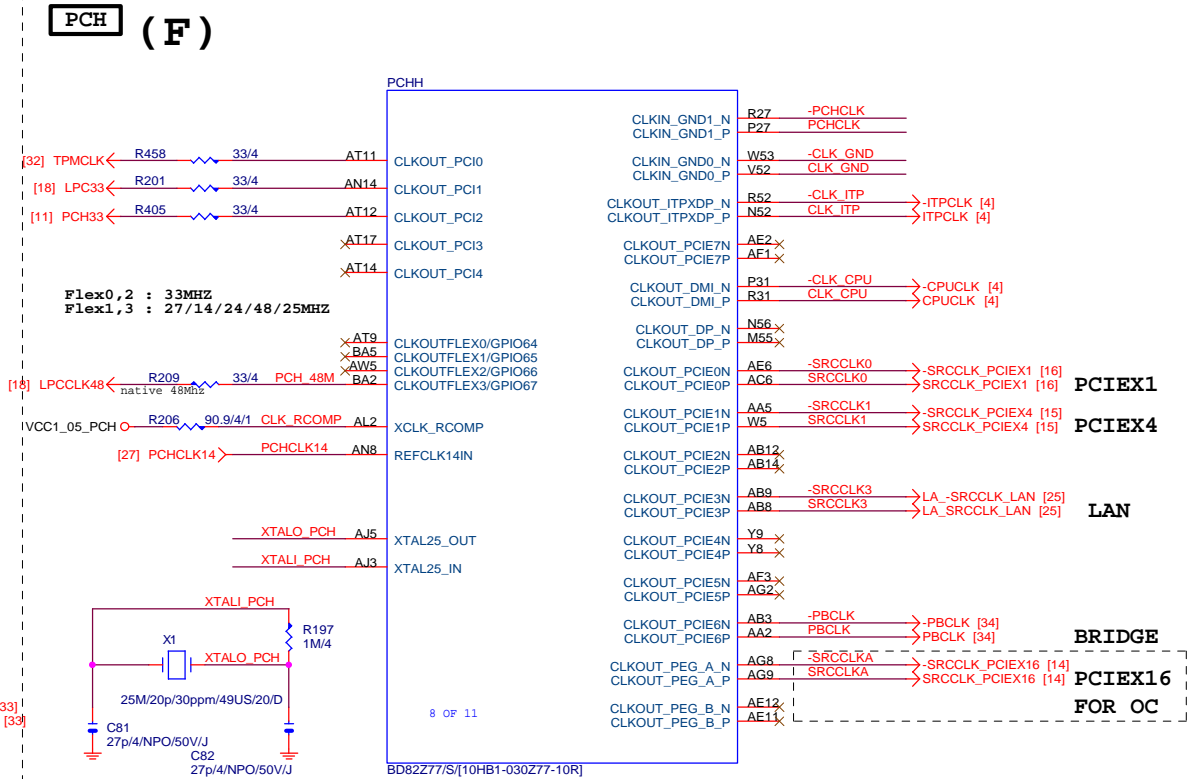 PCH (F)
PCHH
[32] TPMCLK R458 33/4 AT11 CLKOUT_PCI0
[18] LPC33 R201 33/4 AN14 CLKOUT_PCI1
[11] PCH33 R405 33/4 AT12 CLKOUT_PCI2
AT17 CLKOUT_PCI3
AT14 CLKOUT_PCI4
Flex0,2 : 33MHZ
Flex1,3 : 27/14/24/48/25MHZ
AT9 CLKOUTFLEX0/GPIO64
BA5 CLKOUTFLEX1/GPIO65
AW5 CLKOUTFLEX2/GPIO66
[18] LPCCLK48 R209 33/4 PCH_48M BA2 CLKOUTFLEX3/GPIO67
native 48Mhz
VCC1_05_PCH R206 90.9/4/1 CLK_RCOMP AL2 XCLK_RCOMP
[27] PCHCLK14 PCHCLK14 AN8 REFCLK14IN
XTALO_PCH AJ5 XTAL25_OUT
XTALI_PCH AJ3 XTAL25_IN
XTALI_PCH
R197
1M/4
X1
XTALO_PCH
25M/20p/30ppm/49US/20/D
33]
[33]
C81
27p/4/NPO/50V/J
C82
27p/4/NPO/50V/J
CLKIN_GND1_N R27 -PCHCLK
CLKIN_GND1_P P27 PCHCLK
CLKIN_GND0_N W53 -CLK_GND
CLKIN_GND0_P V52 CLK_GND
CLKOUT_ITPXDP_N R52 -CLK_ITP -ITPCLK [4]
CLKOUT_ITPXDP_P N52 CLK_ITP ITPCLK [4]
CLKOUT_PCIE7N AE2
CLKOUT_PCIE7P AF1
CLKOUT_DMI_N P31 -CLK_CPU -CPUCLK [4]
CLKOUT_DMI_P R31 CLK_CPU CPUCLK [4]
CLKOUT_DP_N N56
CLKOUT_DP_P M55
CLKOUT_PCIE0N AE6 -SRCCLK0 -SRCCLK_PCIEX1 [16]
CLKOUT_PCIE0P AC6 SRCCLK0 SRCCLK_PCIEX1 [16] PCIEX1
CLKOUT_PCIE1N AA5 -SRCCLK1 -SRCCLK_PCIEX4 [15]
CLKOUT_PCIE1P W5 SRCCLK1 SRCCLK_PCIEX4 [15] PCIEX4
CLKOUT_PCIE2N AB12
CLKOUT_PCIE2P AB14
CLKOUT_PCIE3N AB9 -SRCCLK3 LA_-SRCCLK_LAN [25]
CLKOUT_PCIE3P AB8 SRCCLK3 LA_SRCCLK_LAN [25] LAN
CLKOUT_PCIE4N Y9
CLKOUT_PCIE4P Y8
CLKOUT_PCIE5N AF3
CLKOUT_PCIE5P AG2
CLKOUT_PCIE6N AB3 -PBCLK -PBCLK [34]
CLKOUT_PCIE6P AA2 PBCLK PBCLK [34] BRIDGE
CLKOUT_PEG_A_N AG8 -SRCCLKA -SRCCLK_PCIEX16 [14]
CLKOUT_PEG_A_P AG9 SRCCLKA SRCCLK_PCIEX16 [14] PCIEX16
CLKOUT_PEG_B_N AE12 FOR OC
CLKOUT_PEG_B_P AE11
8 OF 11
BD82Z77/S/[10HB1-030Z77-10R]